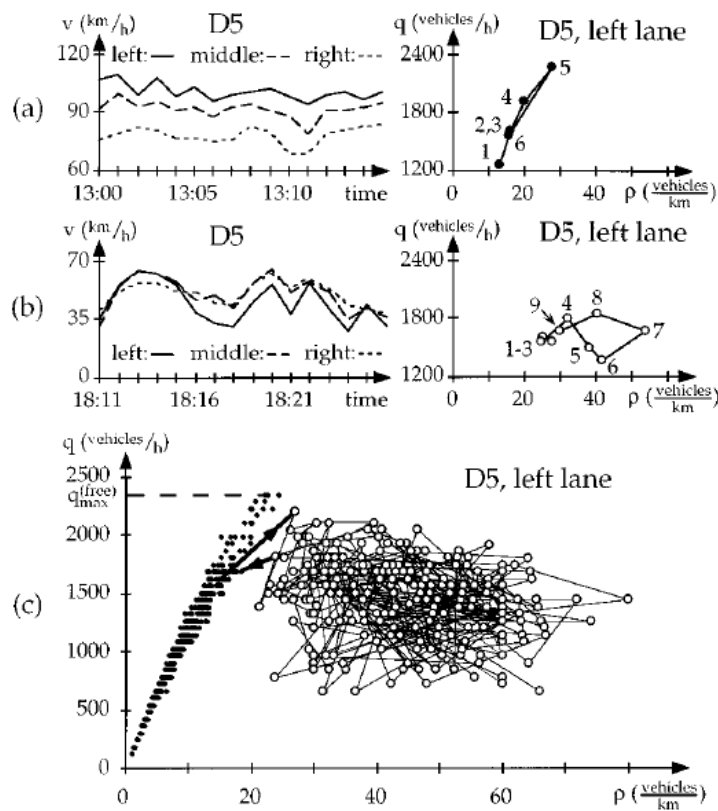 v (km/h) D5
120
left: middle: right:
90
60
13:00 13:05 13:10 time
(a)
q (vehicles/h) D5, left lane
2400
1800
1200
1 2,3 4 5 6
0 20 40 60 ρ (vehicles/km)
v (km/h) D5
70
35
0
left: middle: right:
18:11 18:16 18:21 time
(b)
q (vehicles/h) D5, left lane
2400
1800
1200
1-3 4 5 6 7 8 9
0 20 40 60 ρ (vehicles/km)
(c)
q (vehicles/h)
D5, left lane
2500
q(free)max
2000
1500
1000
500
0
0 20 40 60 ρ (vehicles/km)